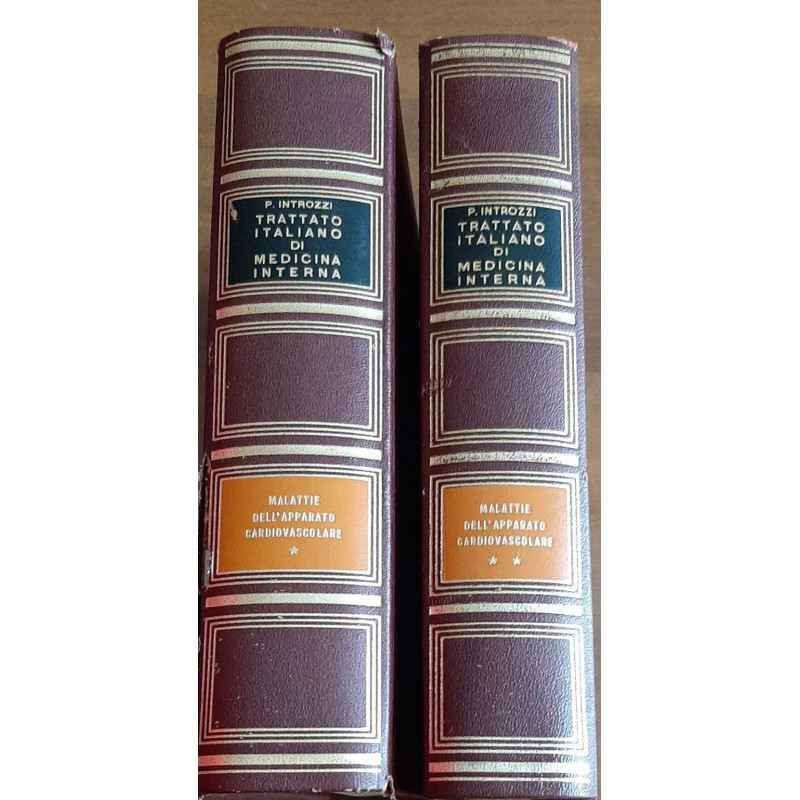 P. INTROZZI
TRATTATO
ITALIANO
DI
MEDICINA
INTERNA
MALATTIE
DELL'APPARATO
CARDIOVASCOLARE
*
P. INTROZZI
TRATTATO
ITALIANO
DI
MEDICINA
INTERNA
MALATTIE
DELL'APPARATO
CARDIOVASCOLARE
* *